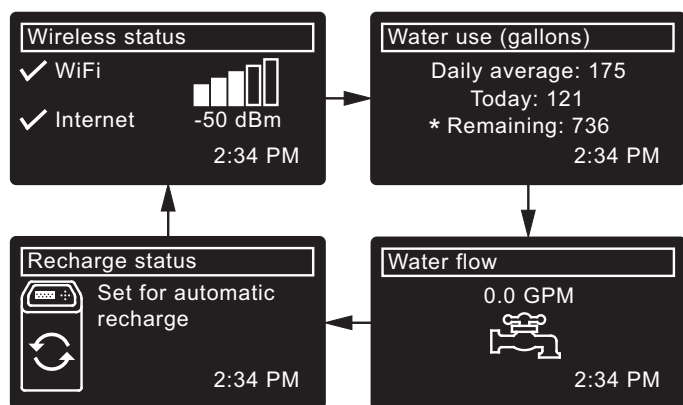 Wireless status
WiFi
Internet
-50 dBm
2:34 PM
Water use (gallons)
Daily average: 175
Today: 121
* Remaining: 736
2:34 PM
Recharge status
Set for automatic
recharge
2:34 PM
Water flow
0.0 GPM
2:34 PM